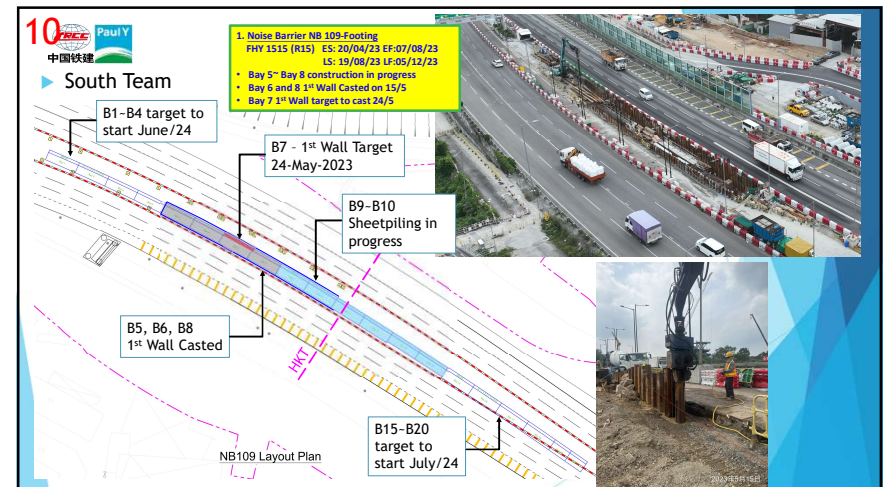 10
CRCC
中国铁建
Paul Y
South Team
1. Noise Barrier NB 109-Footing
FHY 1515 (R15) ES: 20/04/23 EF:07/08/23
LS: 19/08/23 LF:05/12/23
• Bay 5~ Bay 8 construction in progress
• Bay 6 and 8 1st Wall Casted on 15/5
• Bay 7 1st Wall target to cast 24/5
B1~B4 target to
start June/24
B7 – 1st Wall Target
24-May-2023
B9~B10
Sheetpiling in
progress
B5, B6, B8
1st Wall Casted
HKT
B15~B20
target to
start July/24
NB109 Layout Plan
2023年5月15日